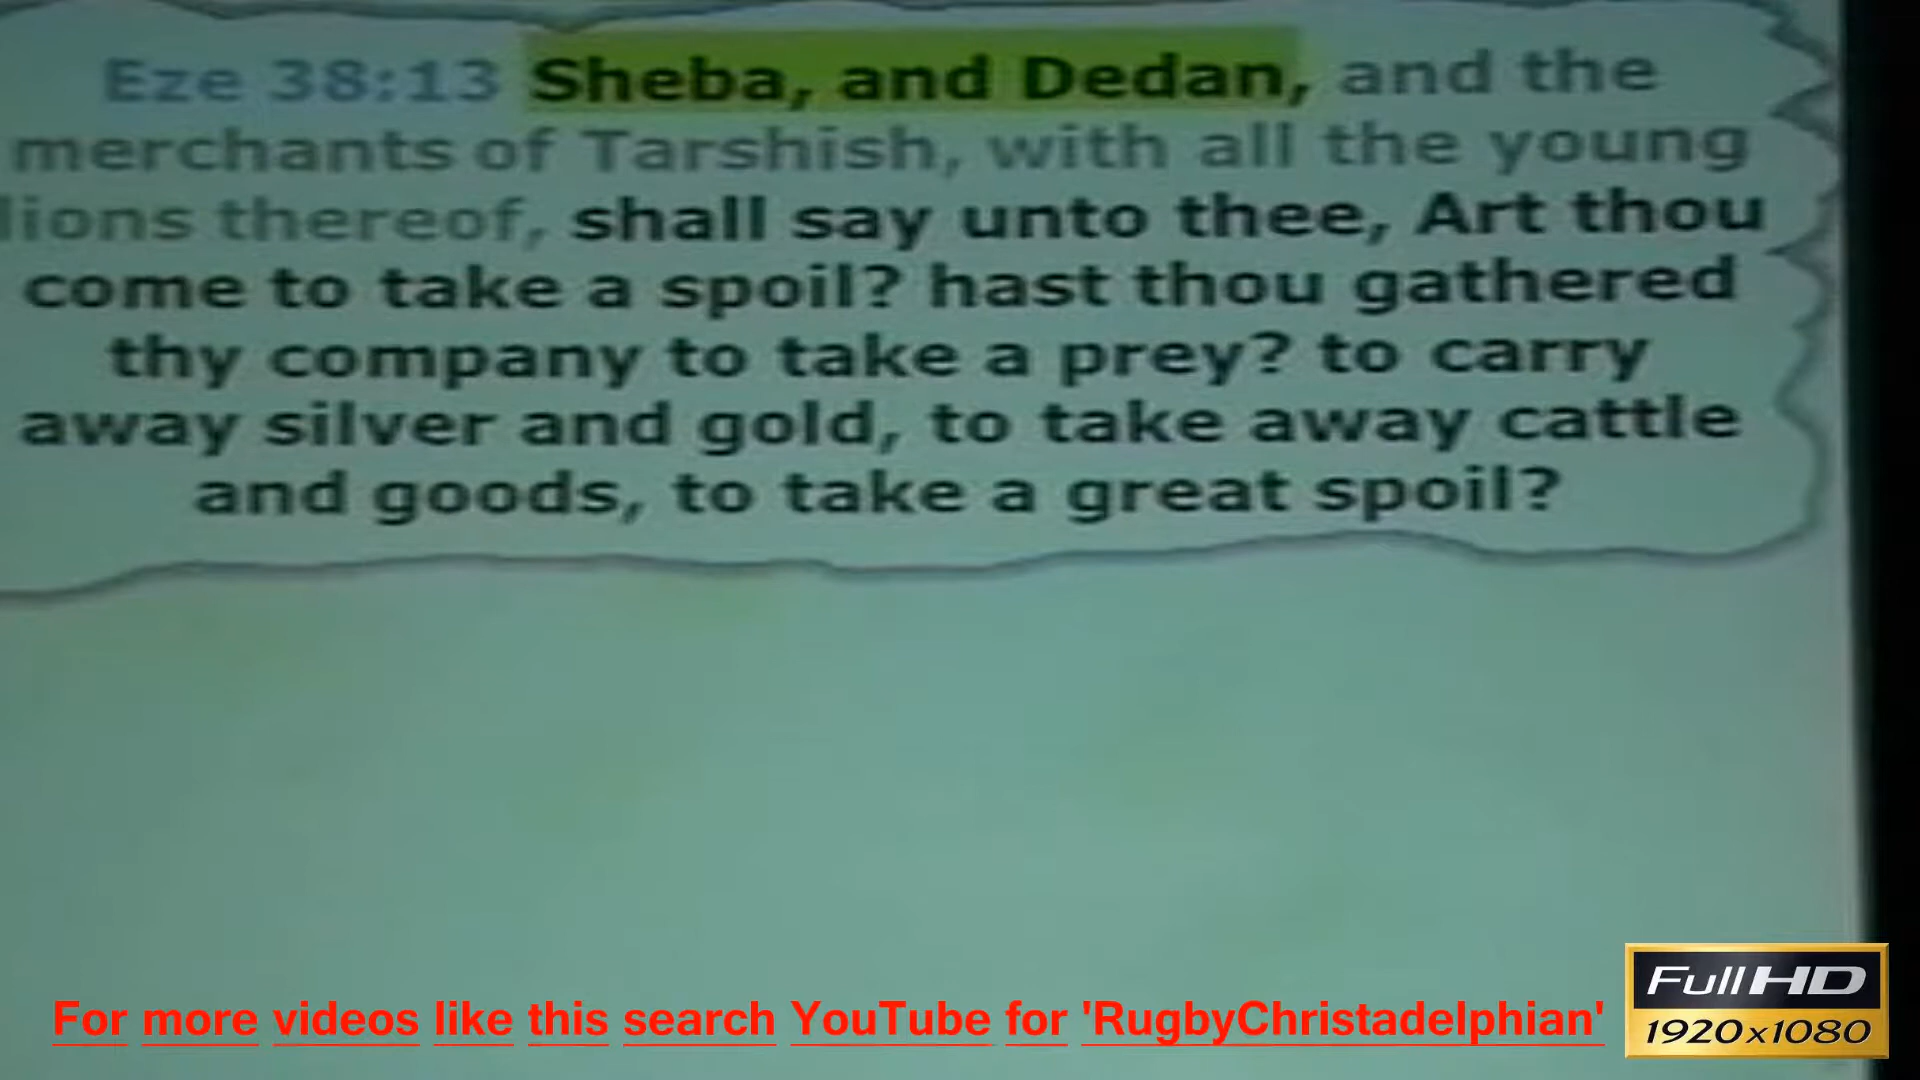 Eze 38:13 Sheba, and Dedan, and the
merchants of Tarshish, with all the young
lions thereof, shall say unto thee, Art thou
come to take a spoil? hast thou gathered
thy company to take a prey? to carry
away silver and gold, to take away cattle
and goods, to take a great spoil?
For more videos like this search YouTube for 'RugbyChristadelphian'
Full HD
1920x1080